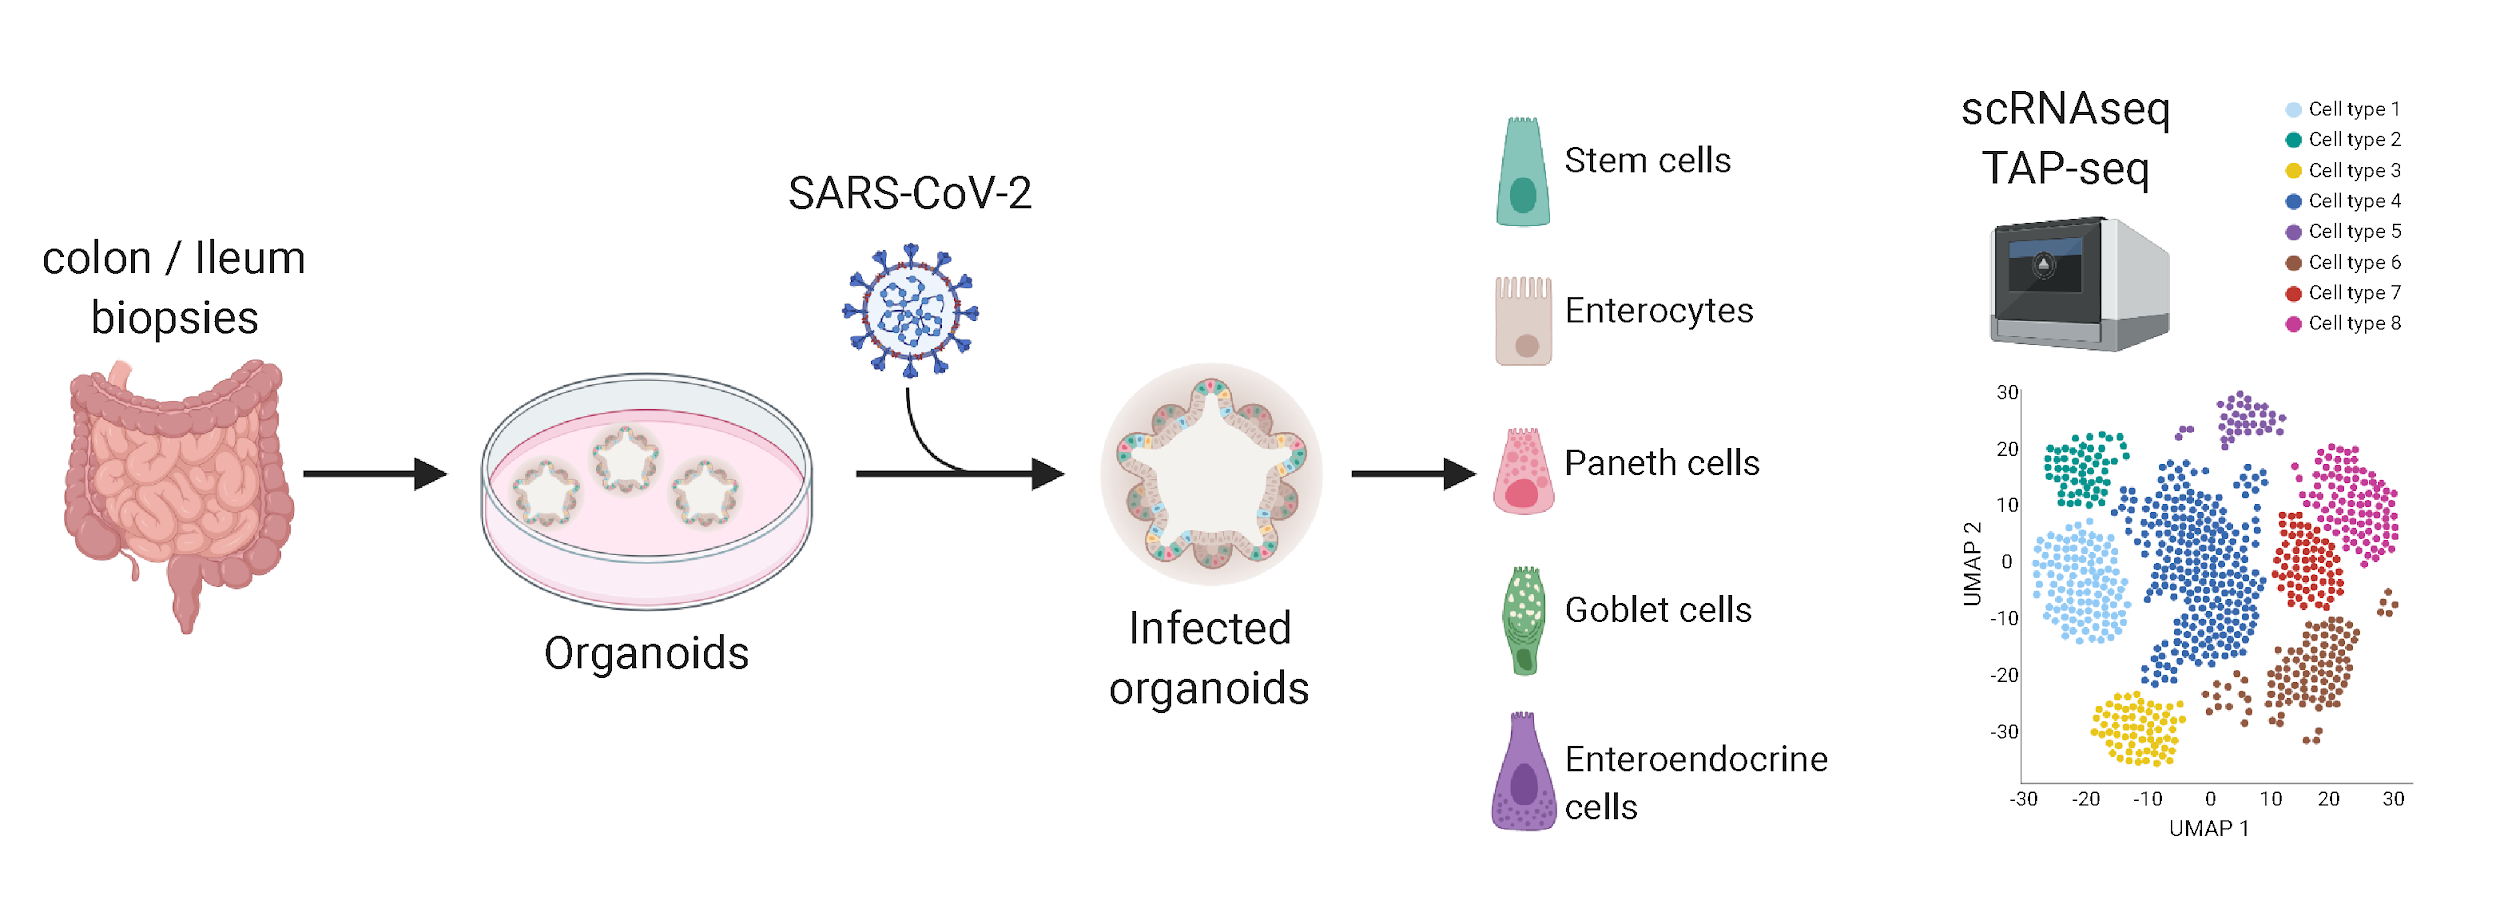 colon / Ileum
biopsies
Organoids
SARS-CoV-2
Infected
organoids
Stem cells
Enterocytes
Paneth cells
Goblet cells
Enteroendocrine
cells
scRNAseq
TAP-seq
Cell type 1
Cell type 2
Cell type 3
Cell type 4
Cell type 5
Cell type 6
Cell type 7
Cell type 8
UMAP 2
30
20
10
0
-10
-20
-30
-30 -20 -10 0 10 20 30
UMAP 1